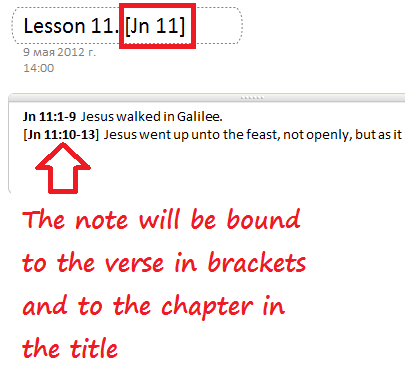 Lesson 11. [Jn 11]
9 мая 2012 г.
14:00
Jn 11:1-9 Jesus walked in Galilee.
[Jn 11:10-13] Jesus went up unto the feast, not openly, but as it
The note will be bound
to the verse in brackets
and to the chapter in
the title